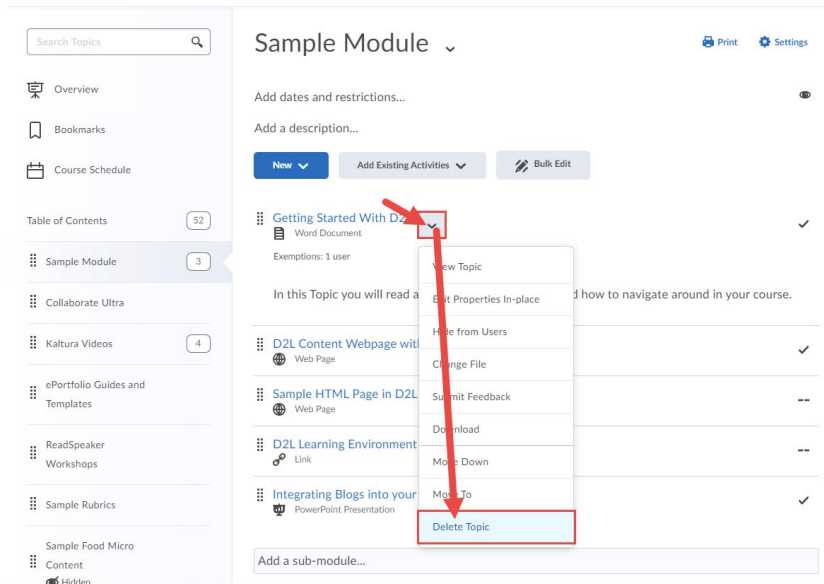 Search Topics
Overview
Bookmarks
Course Schedule
Table of Contents 52
Sample Module 3
Collaborate Ultra
Kaltura Videos 4
ePortfolio Guides and
Templates
ReadSpeaker
Workshops
Sample Rubrics
Sample Food Micro
Content
Hidden
Sample Module
Print Settings
Add dates and restrictions...
Add a description...
New Add Existing Activities Bulk Edit
Getting Started With
Word Document
Exemptions: 1 user
In this Topic you will read a
d how to navigate around in your course.
D2L Content Webpage with
Web Page
Sample HTML Page in D2L
Web Page
D2L Learning Environment
Link
Integrating Blogs into your
PowerPoint Presentation
View Topic
Edit Properties In-place
Hide from Users
Change File
Submit Feedback
Download
Move Down
Move To
Delete Topic
Add a sub-module...